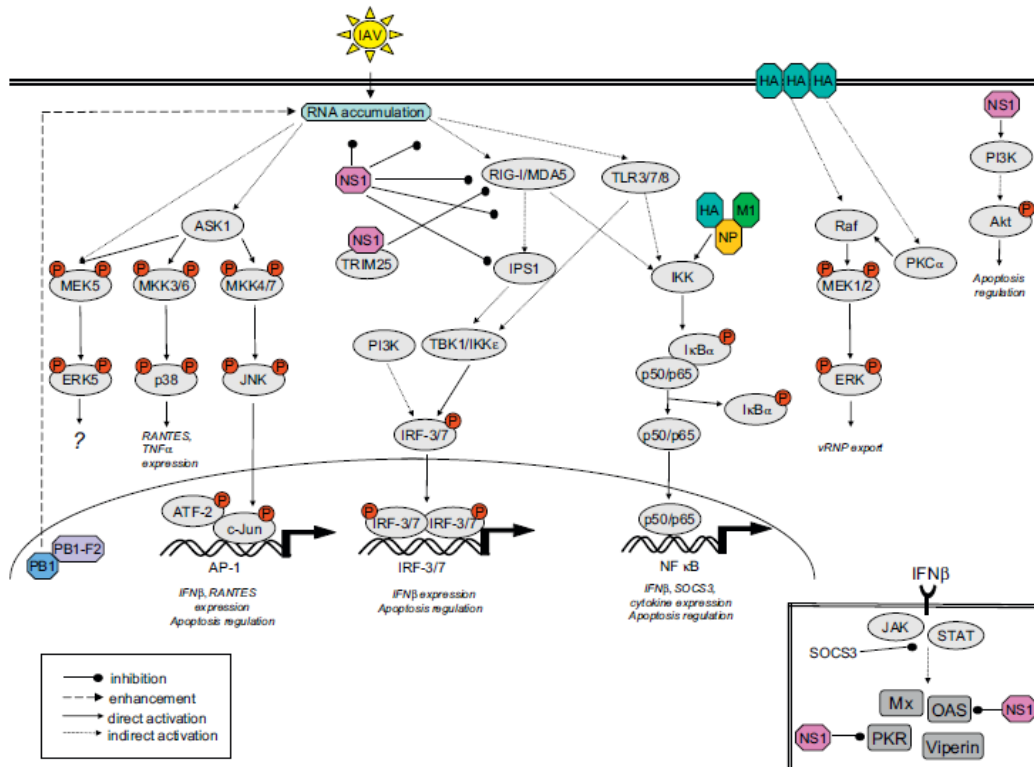 IAV
HA HA HA
NS1
RNA accumulation
PI3K
NS1
RIG-I/MDA5
TLR3/7/8
HA M1
NP
P
Akt
ASK1
NS1
TRIM25
Raf
PKCα
Apoptosis
regulation
P P
MEK5
P P
MKK3/6
P P
MKK4/7
IPS1
IKK
P P
MEK1/2
PI3K
TBK1/IKKε
P
IκBα
p50/p65
P P
ERK5
P P
p38
P P
JNK
P P
ERK
P
IκBα
?
RANTES,
TNFα
expression
P
IRF-3/7
p50/p65
vRNP export
P
ATF-2
P
c-Jun
P P
IRF-3/7 IRF-3/7
p50/p65
PB1-F2
PB1
AP-1
IRF-3/7
NF κB
IFNβ, RANTES
expression
Apoptosis regulation
IFNβ expression
Apoptosis regulation
IFNβ, SOCS3,
cytokine expression
Apoptosis regulation
IFNβ
JAK
STAT
SOCS3
Mx
OAS
NS1
NS1
PKR
Viperin
inhibition
enhancement
direct activation
indirect activation